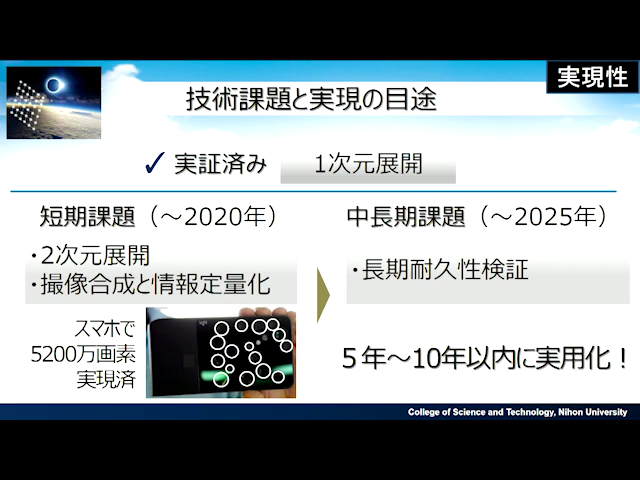 実現性
技術課題と実現の目途
✓ 実証済み 1次元展開
短期課題（～2020年）
・2次元展開
・撮像合成と情報定量化
スマホで
5200万画素
実現済
中長期課題（～2025年）
・長期耐久性検証
５年～10年以内に実用化！
College of Science and Technology, Nihon University